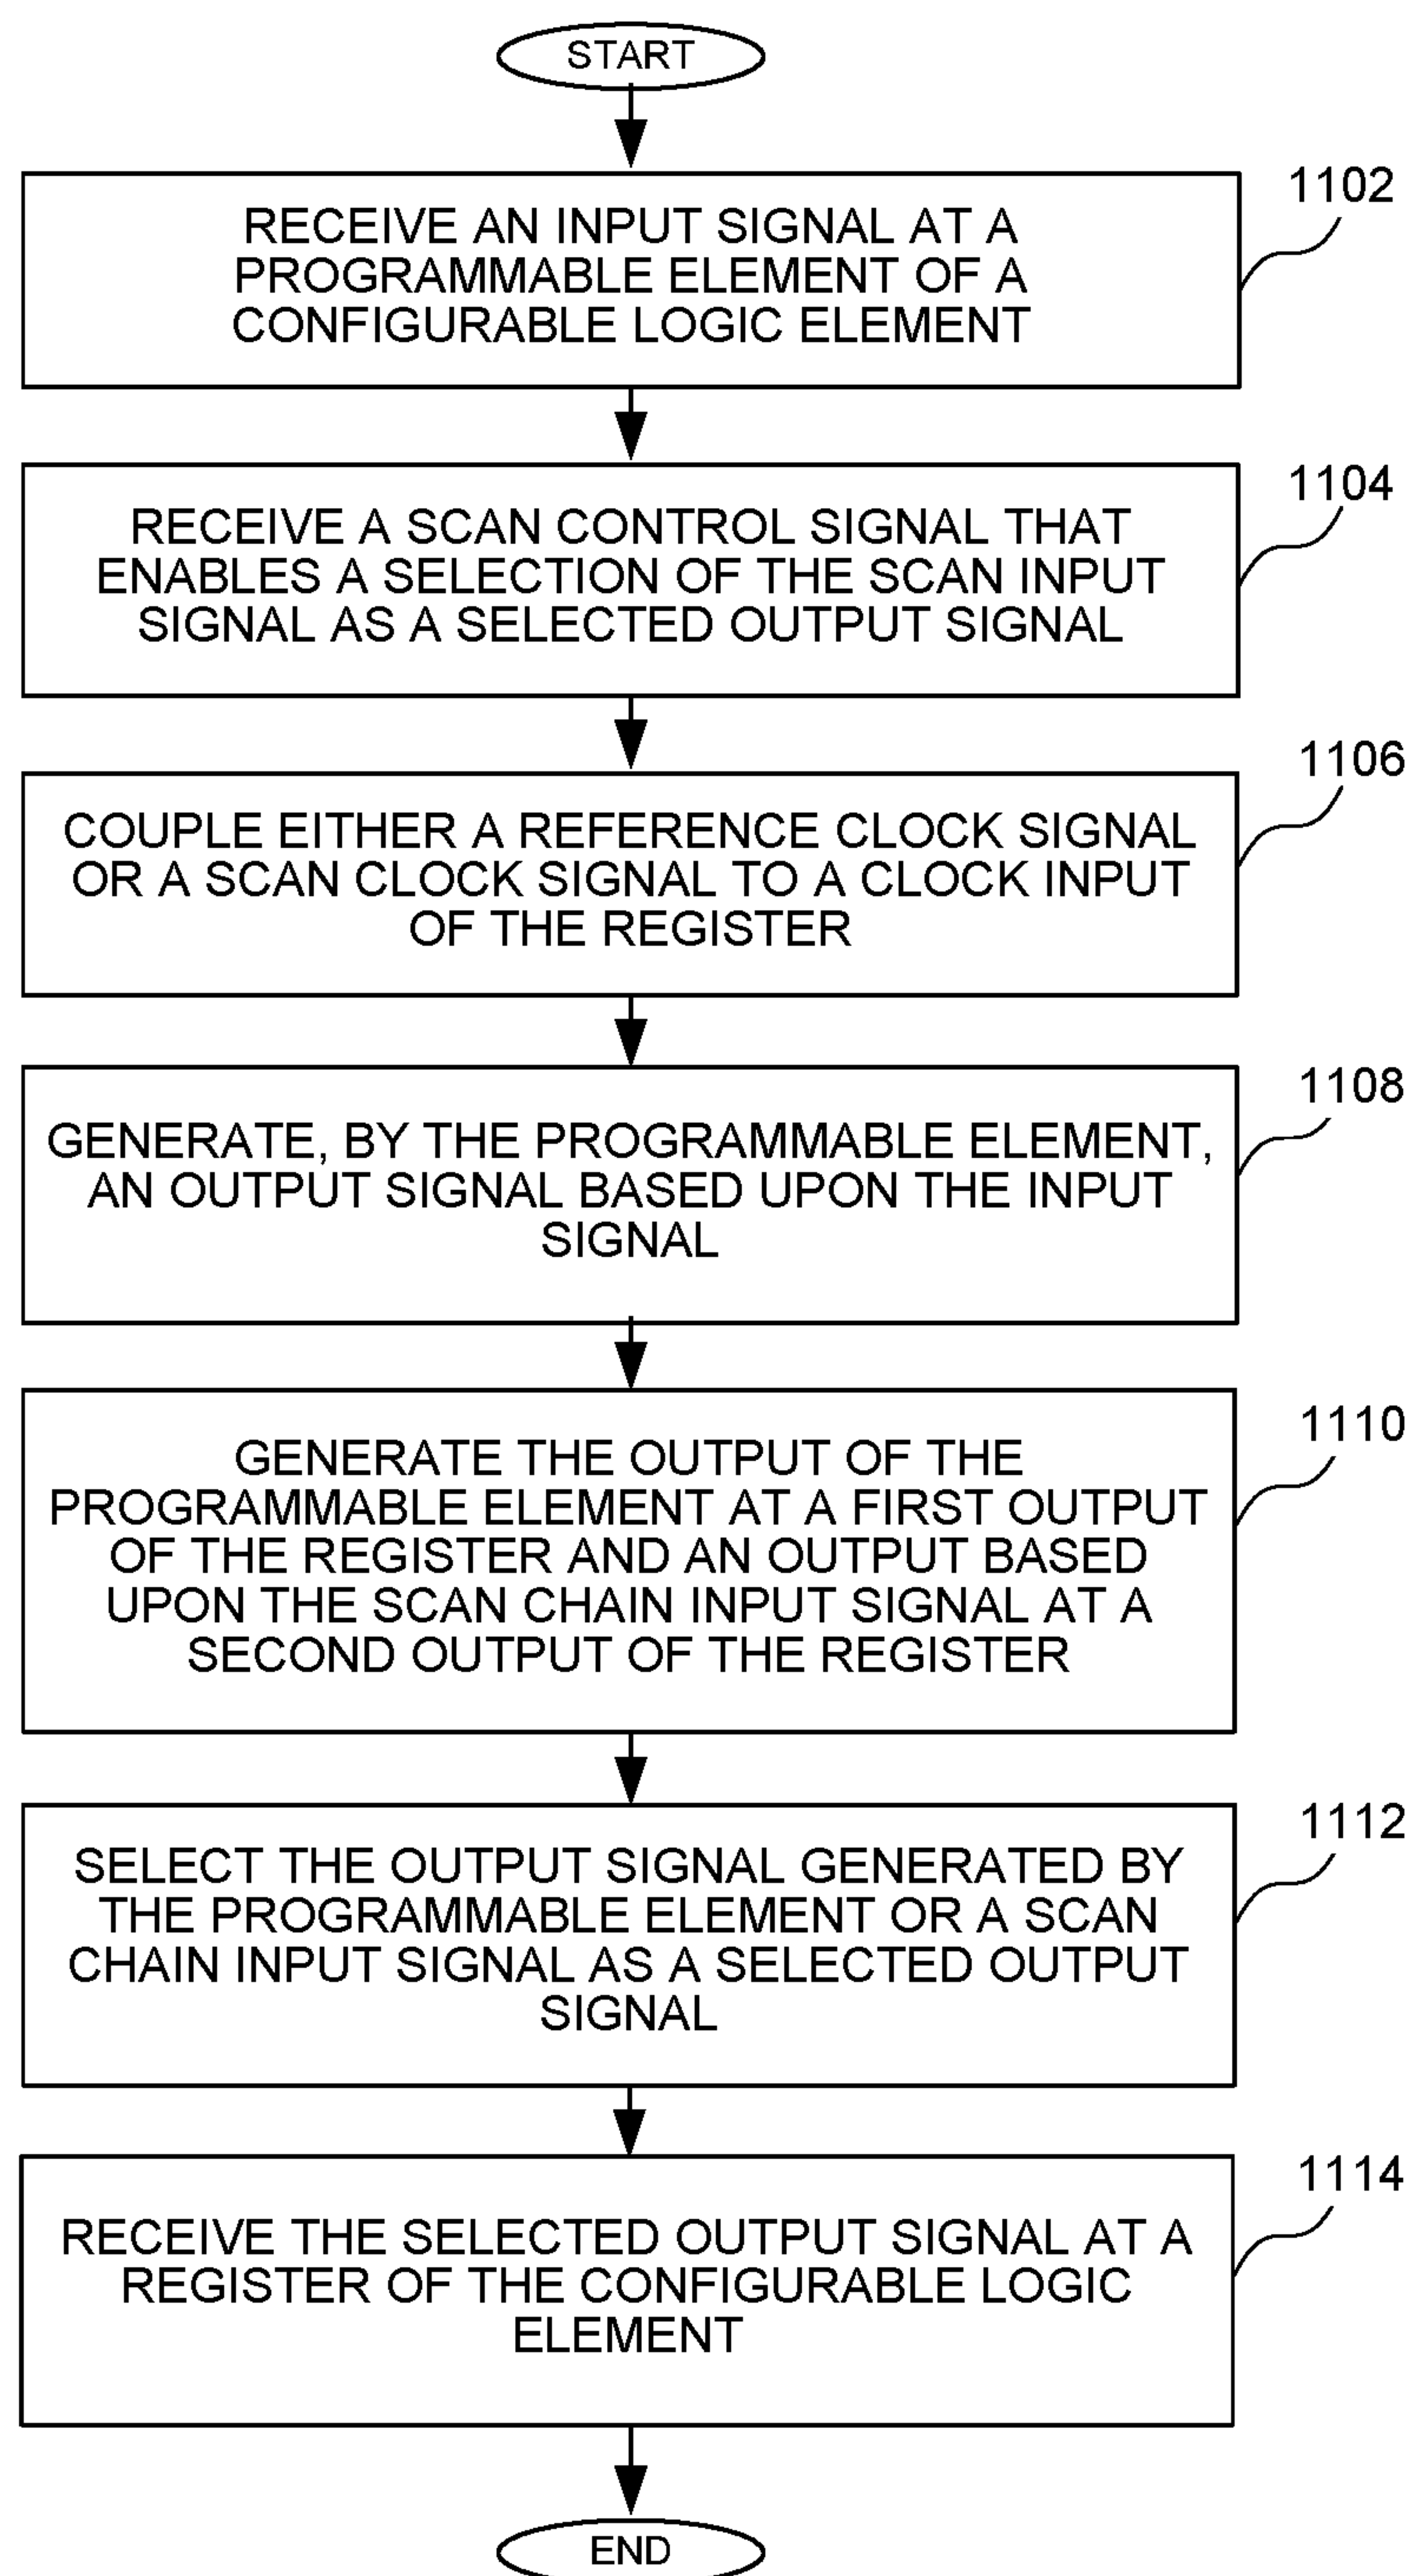 START
1102
RECEIVE AN INPUT SIGNAL AT A
PROGRAMMABLE ELEMENT OF A
CONFIGURABLE LOGIC ELEMENT
1104
RECEIVE A SCAN CONTROL SIGNAL THAT
ENABLES A SELECTION OF THE SCAN INPUT
SIGNAL AS A SELECTED OUTPUT SIGNAL
1106
COUPLE EITHER A REFERENCE CLOCK SIGNAL
OR A SCAN CLOCK SIGNAL TO A CLOCK INPUT
OF THE REGISTER
1108
GENERATE, BY THE PROGRAMMABLE ELEMENT,
AN OUTPUT SIGNAL BASED UPON THE INPUT
SIGNAL
1110
GENERATE THE OUTPUT OF THE
PROGRAMMABLE ELEMENT AT A FIRST OUTPUT
OF THE REGISTER AND AN OUTPUT BASED
UPON THE SCAN CHAIN INPUT SIGNAL AT A
SECOND OUTPUT OF THE REGISTER
1112
SELECT THE OUTPUT SIGNAL GENERATED BY
THE PROGRAMMABLE ELEMENT OR A SCAN
CHAIN INPUT SIGNAL AS A SELECTED OUTPUT
SIGNAL
1114
RECEIVE THE SELECTED OUTPUT SIGNAL AT A
REGISTER OF THE CONFIGURABLE LOGIC
ELEMENT
END